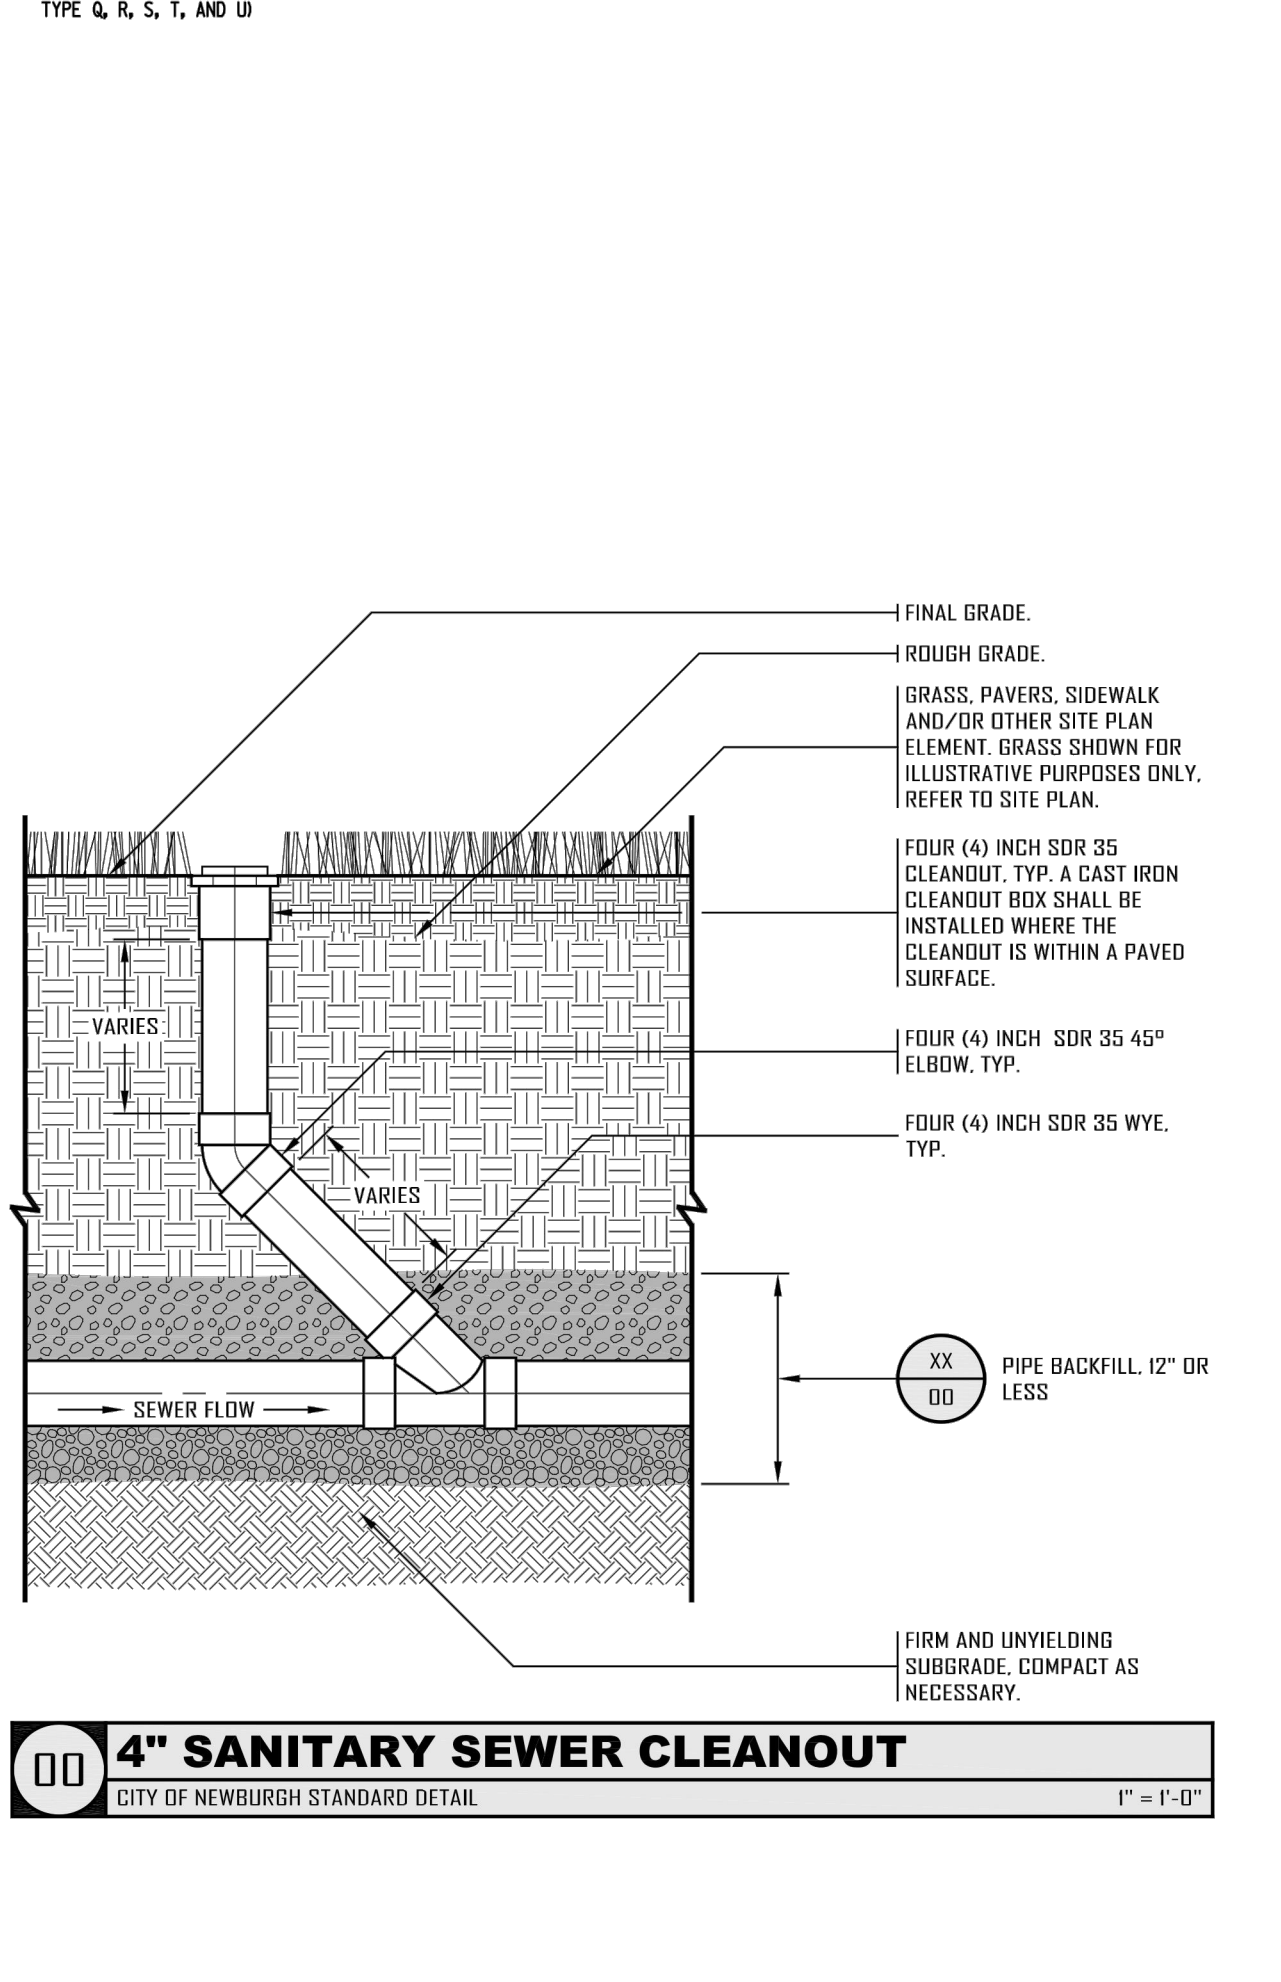 TYPE Q, R, S, T, AND U)
FINAL GRADE.
ROUGH GRADE.
GRASS, PAVERS, SIDEWALK
AND/OR OTHER SITE PLAN
ELEMENT. GRASS SHOWN FOR
ILLUSTRATIVE PURPOSES ONLY,
REFER TO SITE PLAN.
FOUR (4) INCH SDR 35
CLEANOUT, TYP. A CAST IRON
CLEANOUT BOX SHALL BE
INSTALLED WHERE THE
CLEANOUT IS WITHIN A PAVED
SURFACE.
VARIES
FOUR (4) INCH SDR 35 45º
ELBOW, TYP.
FOUR (4) INCH SDR 35 WYE,
TYP.
VARIES
XX
00
PIPE BACKFILL, 12" OR
LESS
SEWER FLOW
FIRM AND UNYIELDING
SUBGRADE, COMPACT AS
NECESSARY.
00
4" SANITARY SEWER CLEANOUT
CITY OF NEWBURGH STANDARD DETAIL
1" = 1'-0"